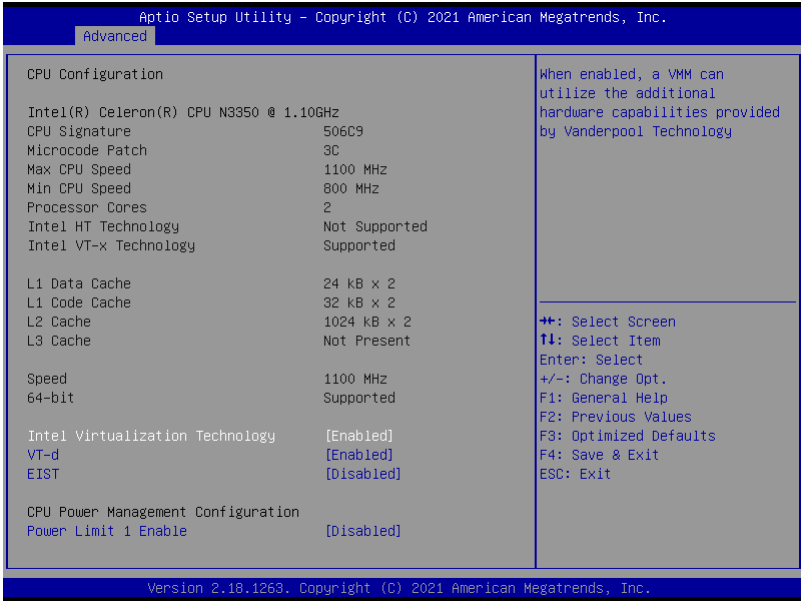 Aptio Setup Utility – Copyright (C) 2021 American Megatrends, Inc.
Advanced
CPU Configuration
Intel(R) Celeron(R) CPU N3350 @ 1.10GHz
CPU Signature 506C9
Microcode Patch 3C
Max CPU Speed 1100 MHz
Min CPU Speed 800 MHz
Processor Cores 2
Intel HT Technology Not Supported
Intel VT-x Technology Supported
L1 Data Cache 24 kB x 2
L1 Code Cache 32 kB x 2
L2 Cache 1024 kB x 2
L3 Cache Not Present
Speed 1100 MHz
64-bit Supported
Intel Virtualization Technology [Enabled]
VT-d [Enabled]
EIST [Disabled]
CPU Power Management Configuration
Power Limit 1 Enable [Disabled]
When enabled, a VMM can
utilize the additional
hardware capabilities provided
by Vanderpool Technology
→←: Select Screen
↑↓: Select Item
Enter: Select
+/-: Change Opt.
F1: General Help
F2: Previous Values
F3: Optimized Defaults
F4: Save & Exit
ESC: Exit
Version 2.18.1263. Copyright (C) 2021 American Megatrends, Inc.